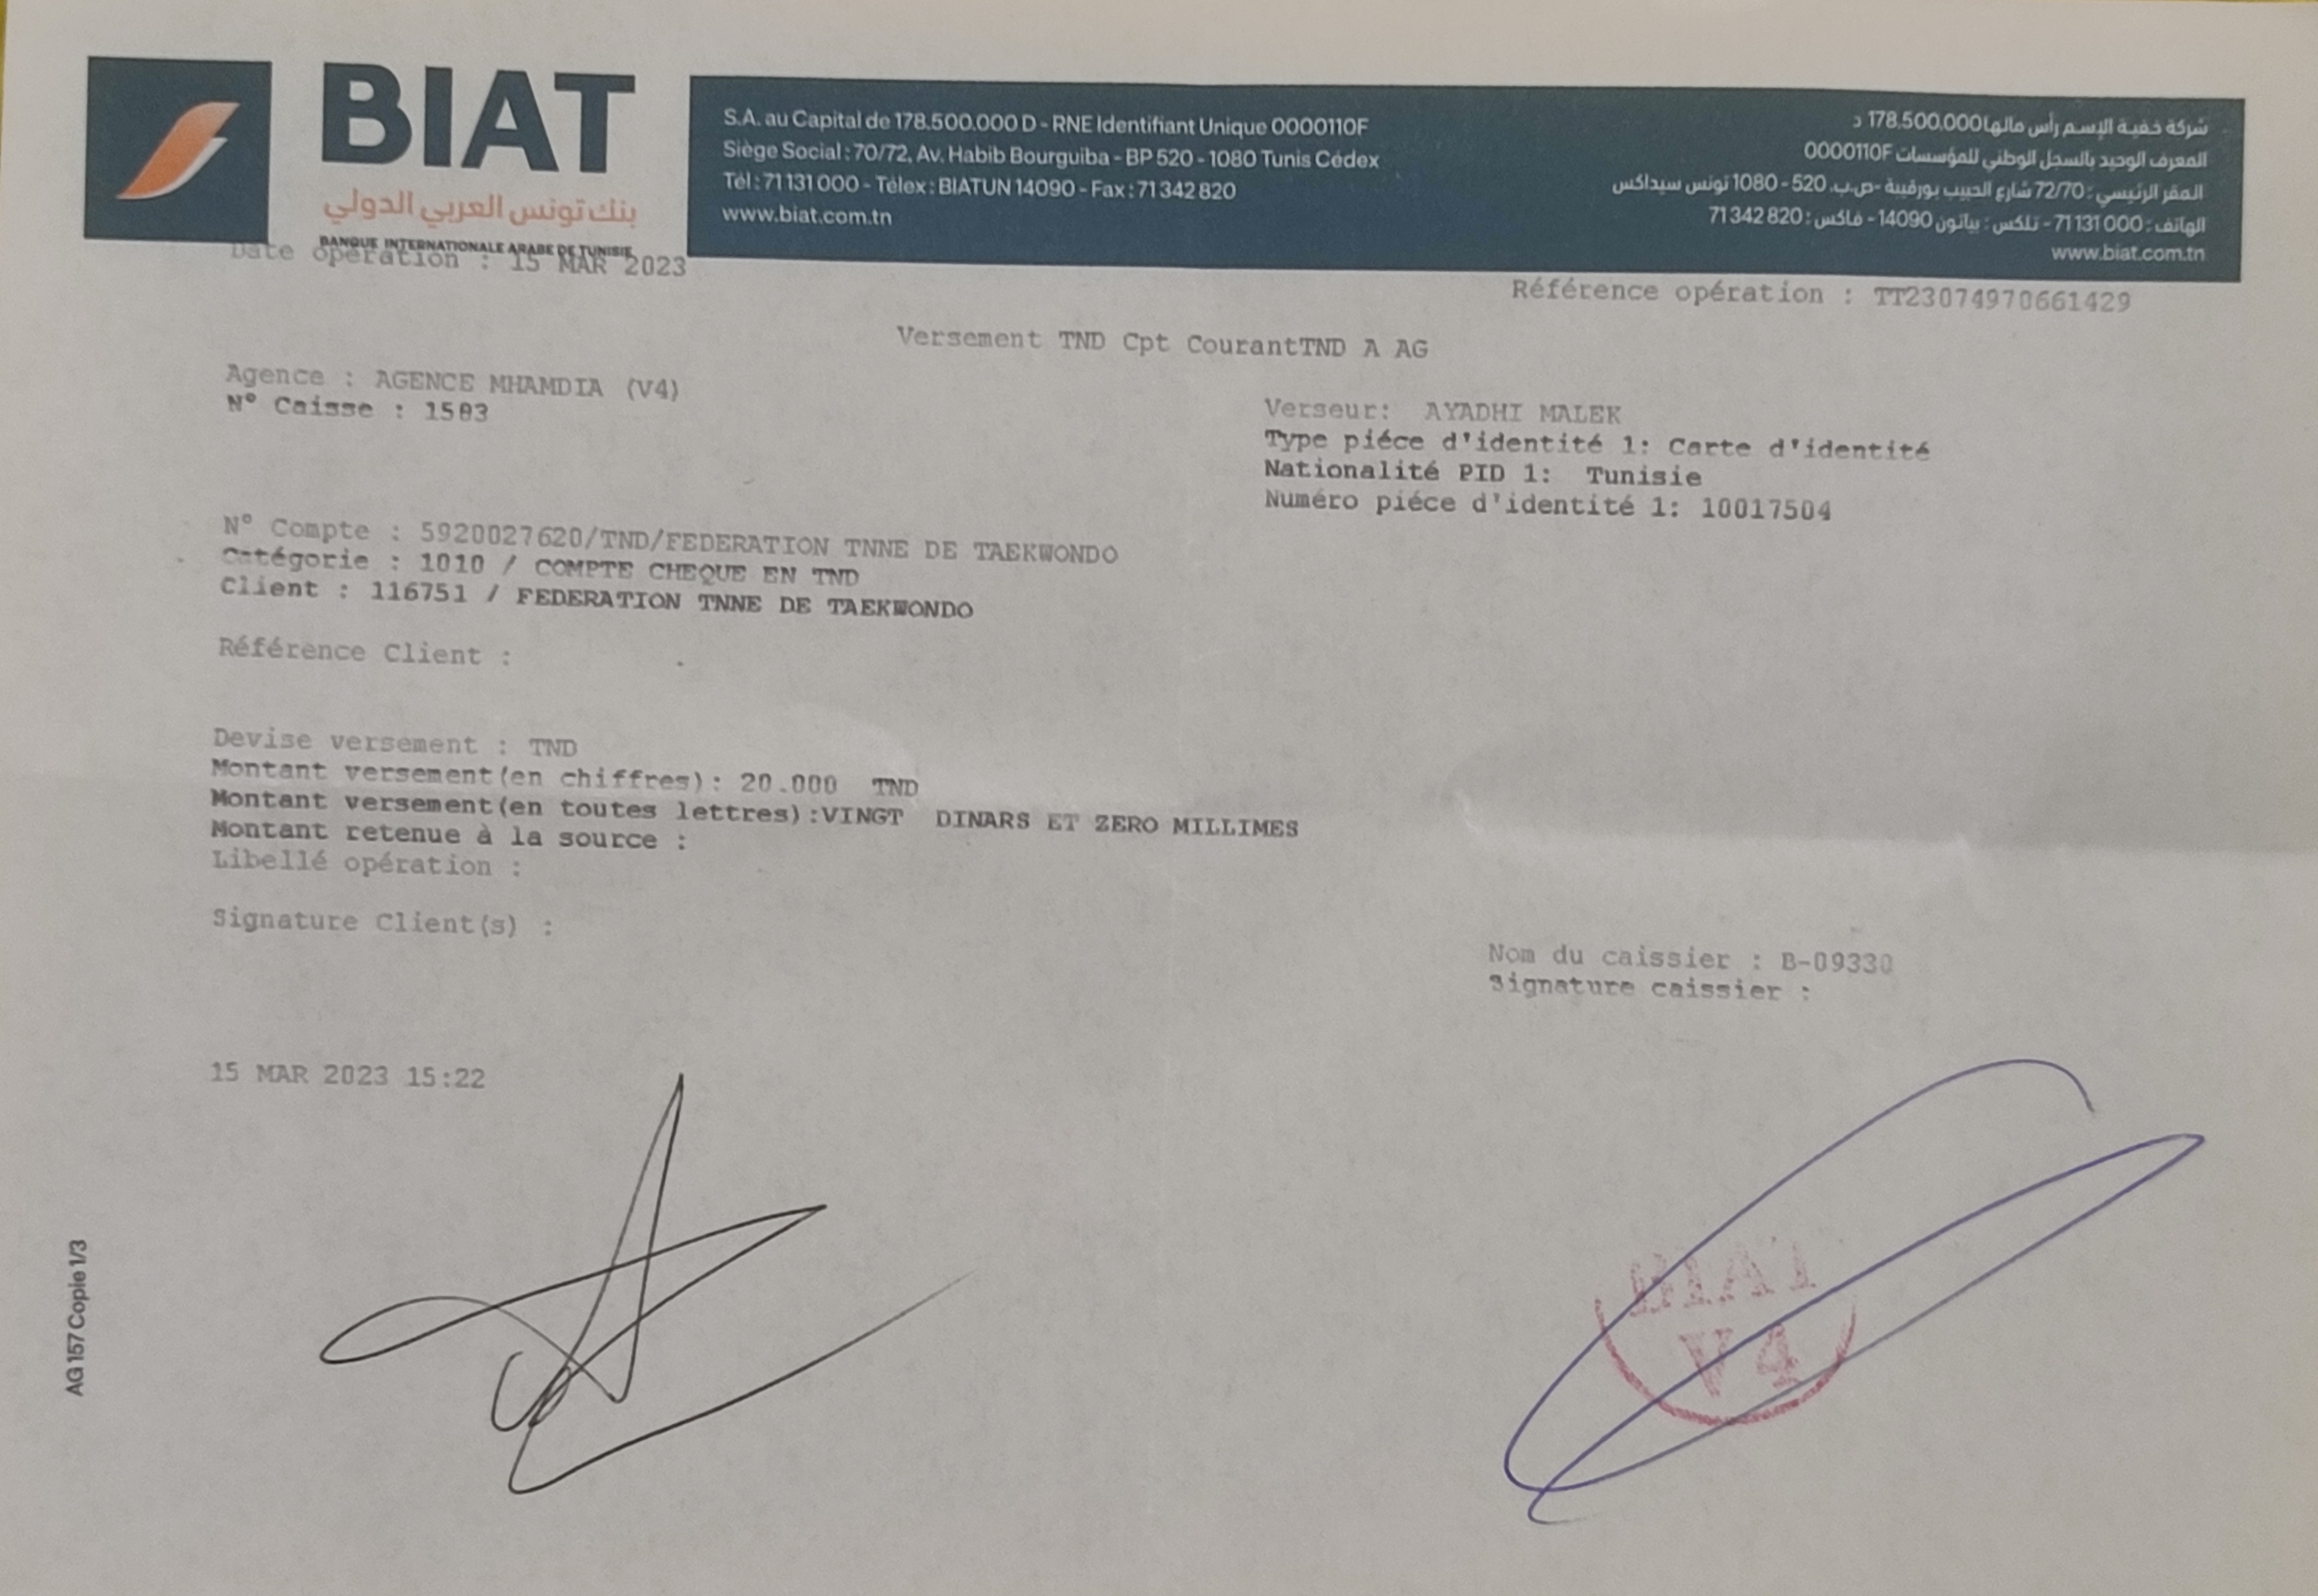 BIAT
بنك تونس العربي الدولي
BANQUE INTERNATIONALE ARABE DE TUNISIE
S.A. au Capital de 178.500.000 D - RNE Identifiant Unique 0000110F
Siège Social : 70/72, Av. Habib Bourguiba - BP 520 - 1080 Tunis Cédex
Tél : 71 131 000 - Télex : BIATUN 14090 - Fax : 71 342 820
www.biat.com.tn
شركة خفية الإسم رأس مالها 178.500.000 د
المعرف الوحيد بالسجل الوطني للمؤسسات 0000110F
المقر الرئيسي : 72/70 شارع الحبيب بورقيبة -ص.ب. 520 - 1080 تونس سيداكس
الهاتف : 71 131 000 - تلكس : بياتون 14090 - فاكس : 71 342 820
www.biat.com.tn
Date opération : 15 MAR 2023
Référence opération : TT23074970661429
Versement TND Cpt CourantTND A AG
Agence : AGENCE MHAMDIA (V4)
N° Caisse : 1583
Verseur: AYADHI MALEK
Type piéce d'identité 1: Carte d'identité
Nationalité PID 1: Tunisie
Numéro piéce d'identité 1: 10017504
N° Compte : 5920027620/TND/FEDERATION TNNE DE TAEKWONDO
Catégorie : 1010 / COMPTE CHEQUE EN TND
Client : 116751 / FEDERATION TNNE DE TAEKWONDO
Référence Client :
Devise versement : TND
Montant versement(en chiffres): 20.000 TND
Montant versement(en toutes lettres):VINGT DINARS ET ZERO MILLIMES
Montant retenue à la source :
Libellé opération :
Signature Client(s) :
Nom du caissier : B-09330
Signature caissier :
15 MAR 2023 15:22
BIAT
V4
AG 157 Copie 1/3